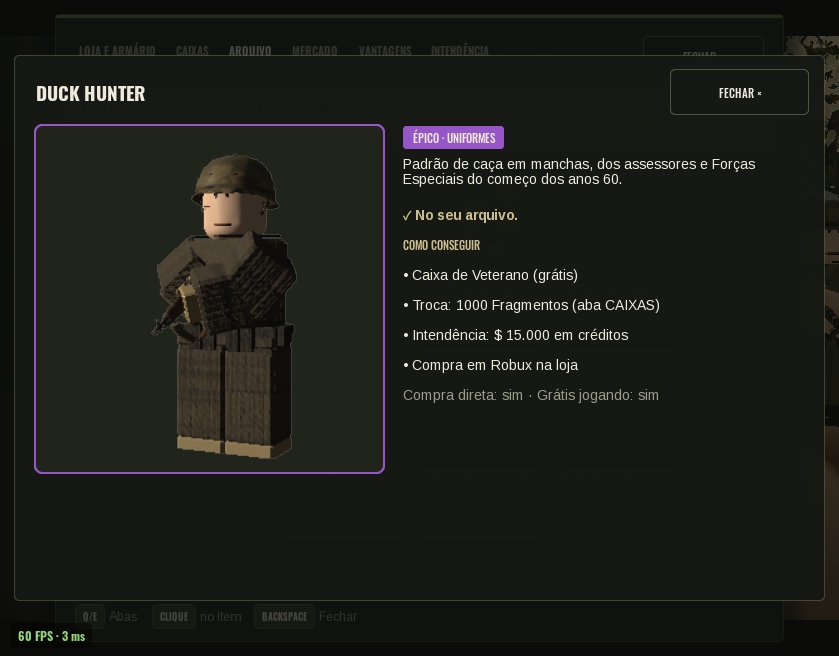 LOJA E ARMÁRIO CAIXAS ARQUIVO MERCADO VANTAGENS INTENDÊNCIA
FECHAR
DUCK HUNTER
FECHAR ×
ÉPICO · UNIFORMES
Padrão de caça em manchas, dos assessores e Forças
Especiais do começo dos anos 60.
✓ No seu arquivo.
COMO CONSEGUIR
• Caixa de Veterano (grátis)
• Troca: 1000 Fragmentos (aba CAIXAS)
• Intendência: $ 15.000 em créditos
• Compra em Robux na loja
Compra direta: sim · Grátis jogando: sim
Q/E Abas CLIQUE no item BACKSPACE Fechar
60 FPS · 3 ms